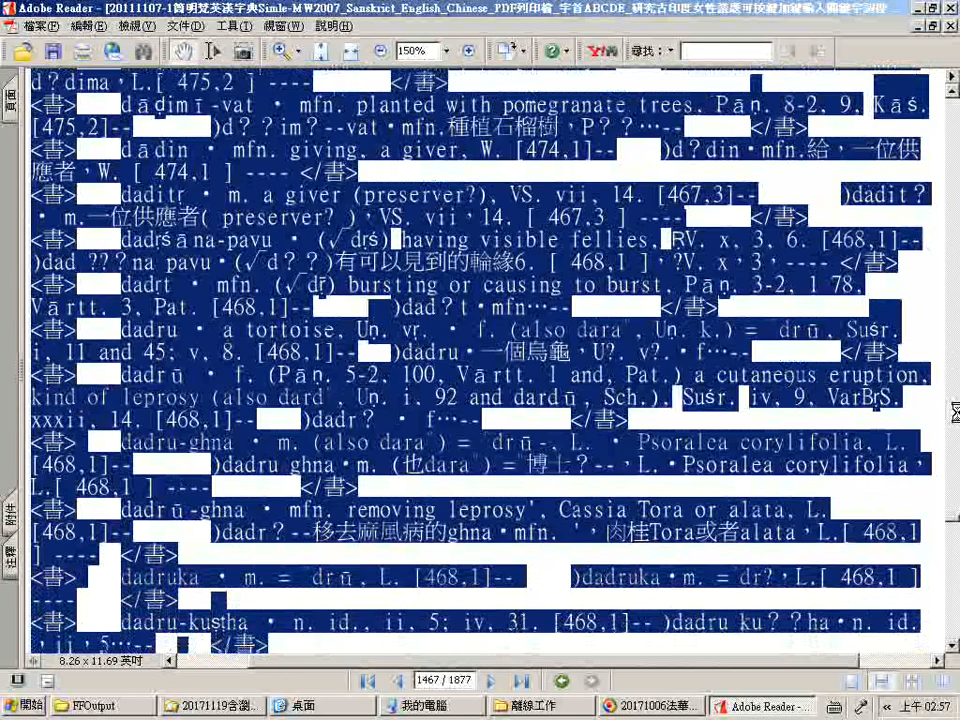 Adobe Reader - [20111107-1簡明梵英漢字典Simle-MW2007_Sanskrit_English_Chinese_PDF列印檔_字首ABCDE_研究古印度女性議題可按鍵輸入關鍵字詞搜
檔案(F) 編輯(E) 檢視(V) 文件(D) 工具(T) 視窗(W) 說明(H)
150% 尋找：
頁面
d？dima，L.[ 475,2 ] ---- </書>
<書> dāḍimī-vat ‧ mfn. planted with pomegranate trees, Pāṇ. 8-2, 9, Kāś.
[475,2]-- )d？？im？--vat‧mfn.種植石榴樹，P？？…-- </書>
<書> dādin ‧ mfn. giving, a giver, W. [474,1]-- )d？din‧mfn.給，一位供
應者，W. [ 474,1 ] ---- </書>
<書> daditṛ ‧ m. a giver (preserver?), VS. vii, 14. [467,3]-- )dadit？
‧ m.一位供應者( preserver? )，VS. vii，14. [ 467,3 ] ---- </書>
<書> dadṛśāna-pavu ‧ (√dṛś) having visible fellies, RV. x, 3, 6. [468,1]--
)dad ???na pavu‧(√d？？)有可以見到的輪緣6. [ 468,1 ]，?V. x，3，---- </書>
<書> dadṛt ‧ mfn. (√dṛ) bursting or causing to burst, Pāṇ. 3-2, 1 78,
Vārtt. 3, Pat. [468,1]-- )dad？t‧mfn…-- </書>
<書> dadru ‧ a tortoise, Uṇ. vṛ. ‧ f. (also dara˚, Uṇ. k.) = ˚drū, Suśr.
i, 11 and 45; v, 8. [468,1]-- )dadru‧一個烏龜，U?. v?.‧f…-- </書>
<書> dadrū ‧ f. (Pāṇ. 5-2, 100, Vārtt. 1 and, Pat.) a cutaneous eruption,
kind of leprosy (also dard˚, Uṇ. i, 92 and dardū, Sch.), Suśr. iv, 9, VarBṛS.
xxxii, 14. [468,1]-- )dadr？ ‧ f…-- </書>
<書> dadru-ghna ‧ m. (also dara˚) = ˚drū-, L. ‧ Psoralea corylifolia, L.
[468,1]-- )dadru ghna‧m. (也dara˚) =˚博士？--，L.‧Psoralea corylifolia，
L.[ 468,1 ] ---- </書>
<書> dadrū-ghna ‧ mfn. removing leprosy', Cassia Tora or alata, L.
[468,1]-- )dadr？--移去麻風病的ghna‧mfn. '，肉桂Tora或者alata，L.[ 468,1
] ---- </書>
<書> dadruka ‧ m. = ˚drū, L. [468,1]-- )dadruka‧m. =˚dr?，L.[ 468,1 ]
---- </書>
<書> dadru-kuṣṭha ‧ n. id., ii, 5; iv, 31. [468,1]-- )dadru ku？？ha‧n. id.
，ii，5…-- </書>
附件
注釋
8.26 x 11.69 英吋
1467 / 1877
開始 FFOutput 20171119含瀏... 桌面 我的電腦 離線工作 20171006法華... Adobe Reader - [... 上午 02:57